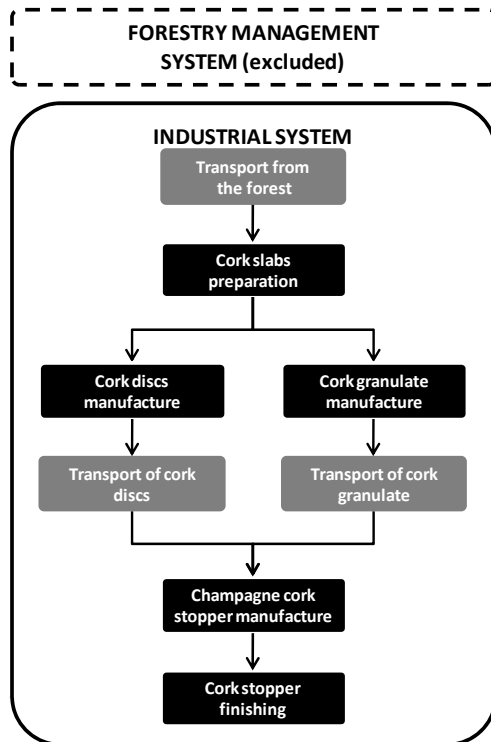 FORESTRY MANAGEMENT
SYSTEM (excluded)
INDUSTRIAL SYSTEM
Transport from
the forest
Cork slabs
preparation
Cork discs
manufacture
Cork granulate
manufacture
Transport of cork
discs
Transport of cork
granulate
Champagne cork
stopper manufacture
Cork stopper
finishing